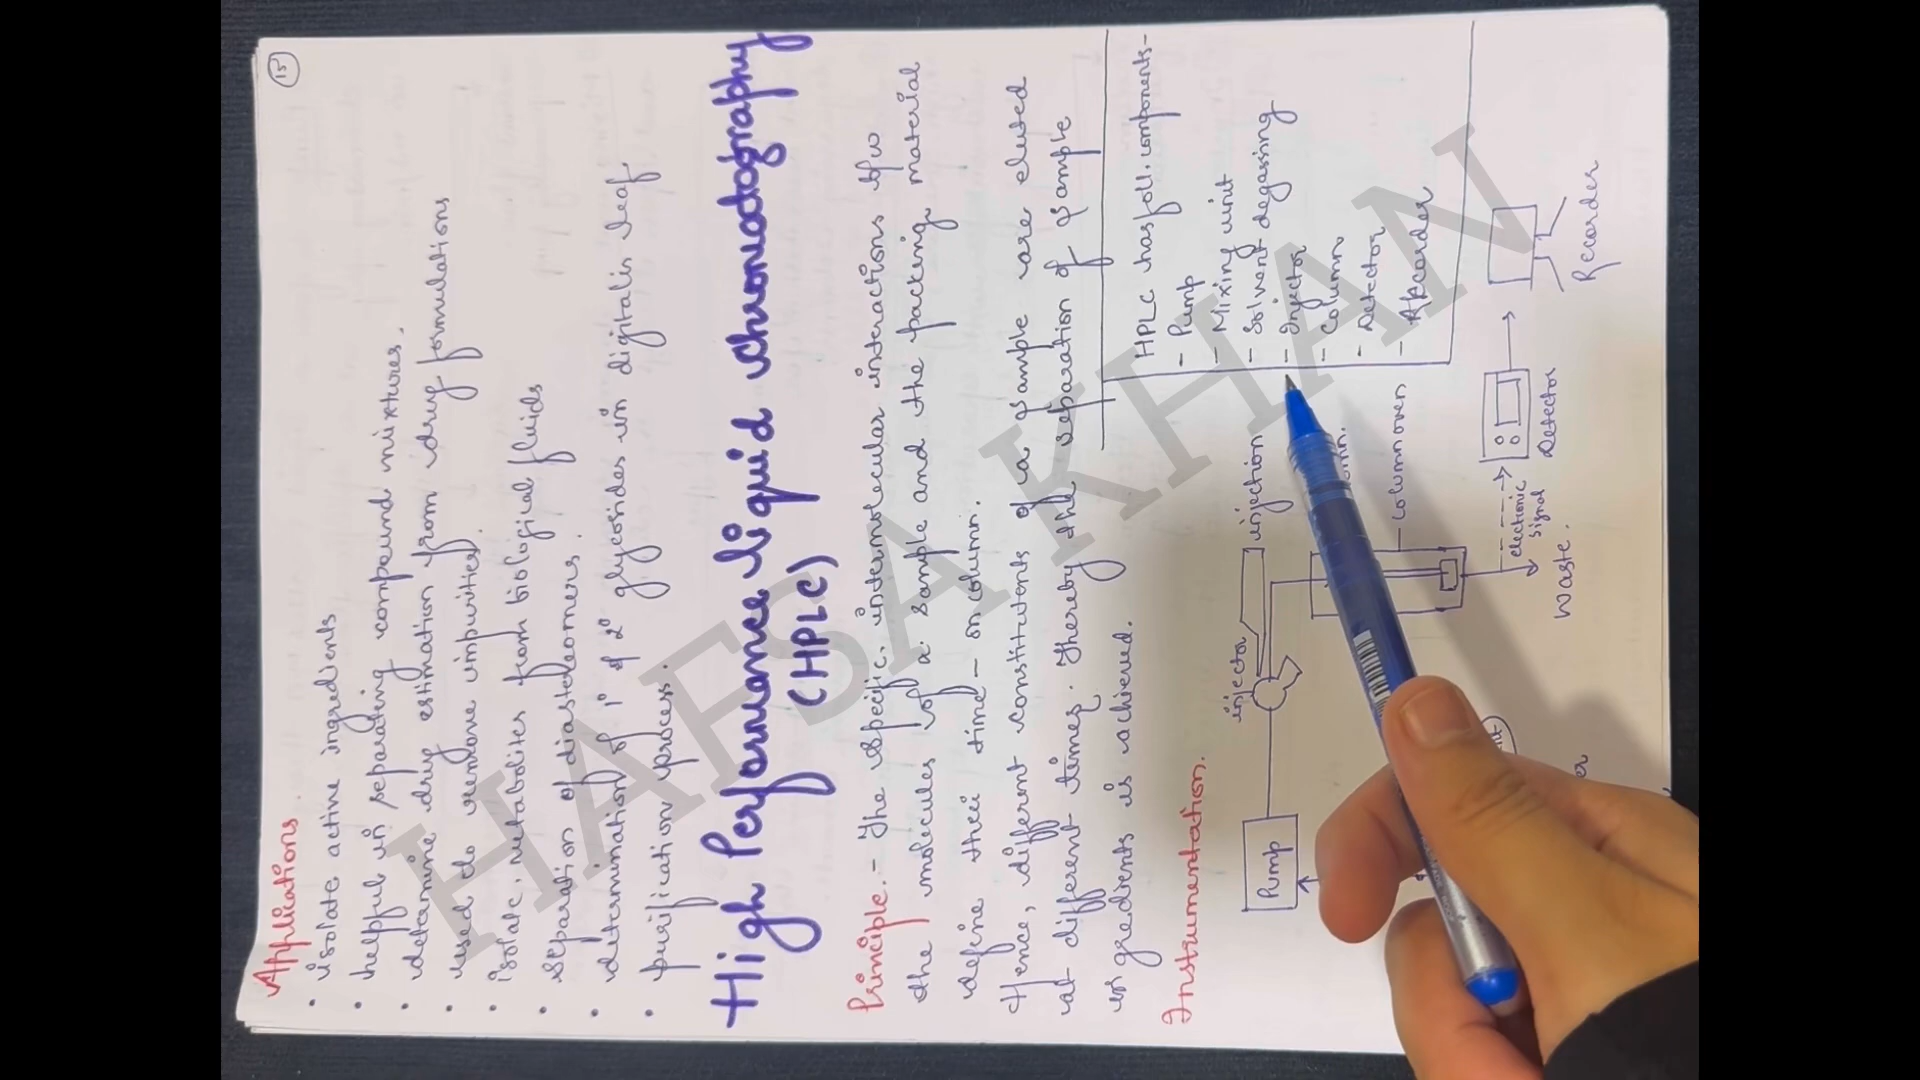 15
Applications.
• isolate active ingredients
• helpful in separating compound mixtures.
• determine drug estimation from drug formulations
• used to remove impurities.
• isolate, metabolites from biological fluids
• separation of diasteleomers.
• determination of 1° & 2° glycosides in digitalis leaf
• purification process.
High Performance liquid chromatography
(HPLC)
Principle. - The specific, intermolecular interactions b/w
the molecules of a sample and the packing material
define their time - on column.
Hence, different constituents of a sample are eluted
at different times. Thereby the separation of sample
ingredients is achieved.
Instrumentation.
HPLC has foll. components -
- Pump
- Mixing unit
- Solvent degassing
- Injector
- Column
- Detector
- Recorder
Pump
injector
injection
column oven
electronic
signal
Waste.
Detector
Recorder
HAFSA KHAN